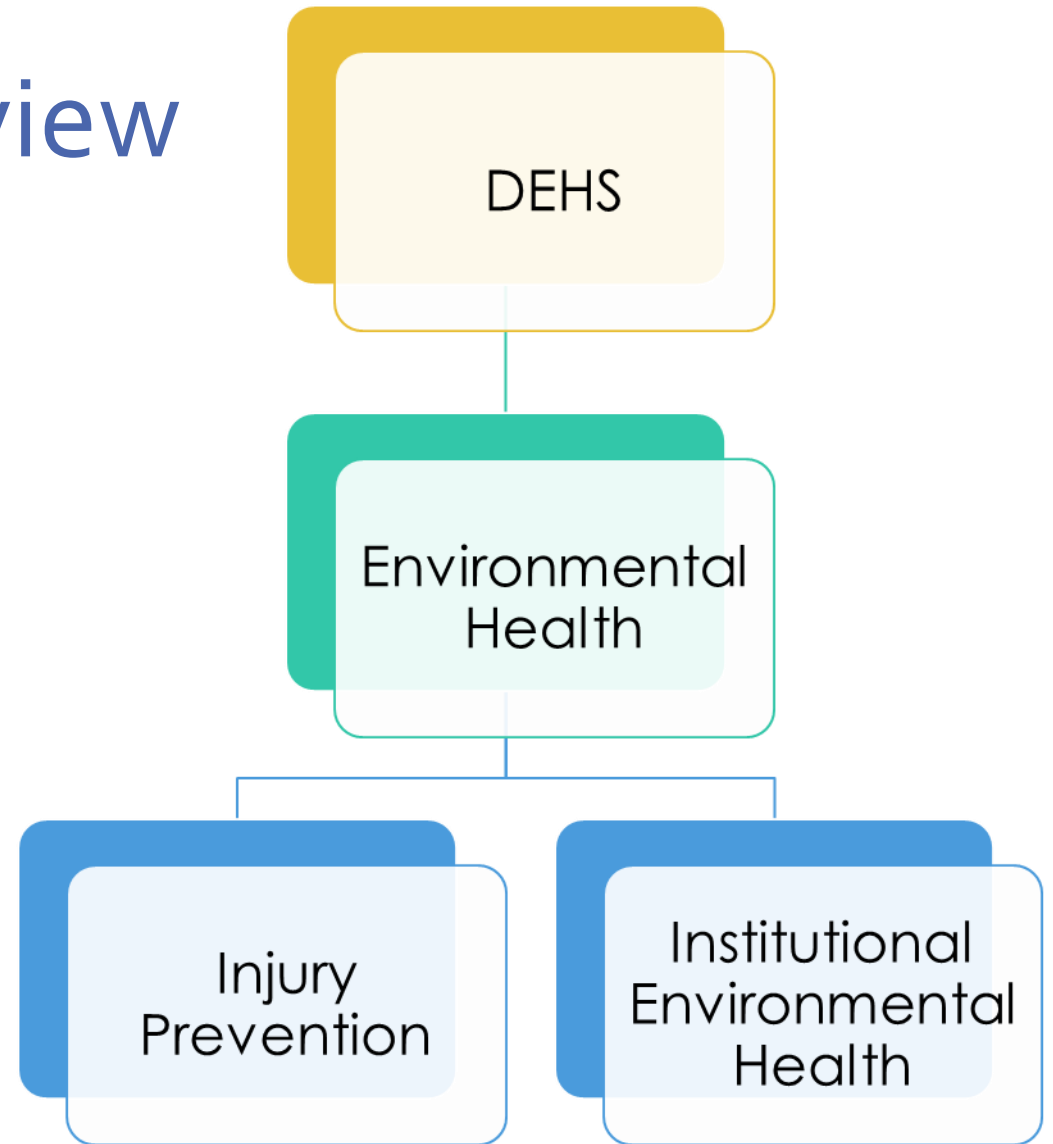 view
DEHS
Environmental
Health
Injury
Prevention
Institutional
Environmental
Health